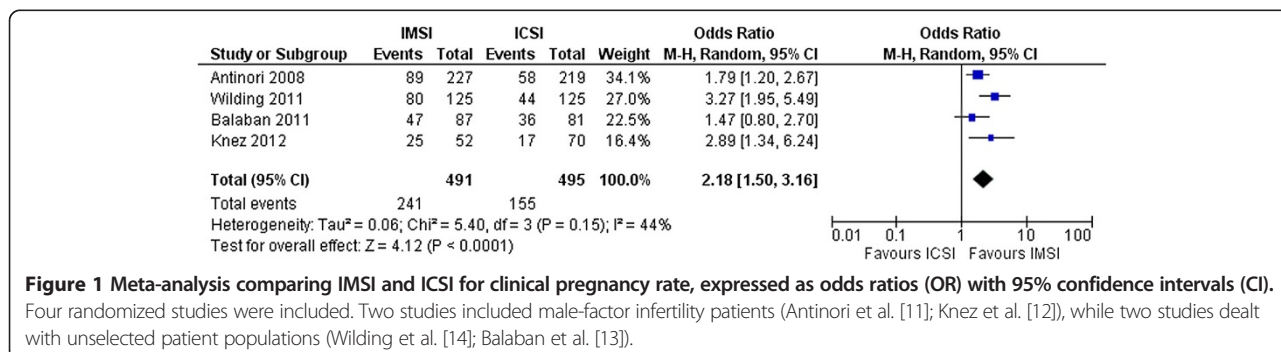 IMSI ICSI Odds Ratio Odds Ratio
Study or Subgroup Events Total Events Total Weight M-H, Random, 95% CI M-H, Random, 95% CI
Antinori 2008 89 227 58 219 34.1% 1.79 [1.20, 2.67]
Wilding 2011 80 125 44 125 27.0% 3.27 [1.95, 5.49]
Balaban 2011 47 87 36 81 22.5% 1.47 [0.80, 2.70]
Knez 2012 25 52 17 70 16.4% 2.89 [1.34, 6.24]
Total (95% CI) 491 495 100.0% 2.18 [1.50, 3.16]
Total events 241 155
Heterogeneity: Tau² = 0.06; Chi² = 5.40, df = 3 (P = 0.15); I² = 44%
Test for overall effect: Z = 4.12 (P < 0.0001)
0.01 0.1 1 10 100
Favours ICSI Favours IMSI
Figure 1 Meta-analysis comparing IMSI and ICSI for clinical pregnancy rate, expressed as odds ratios (OR) with 95% confidence intervals (CI).
Four randomized studies were included. Two studies included male-factor infertility patients (Antinori et al. [11]; Knez et al. [12]), while two studies dealt
with unselected patient populations (Wilding et al. [14]; Balaban et al. [13]).